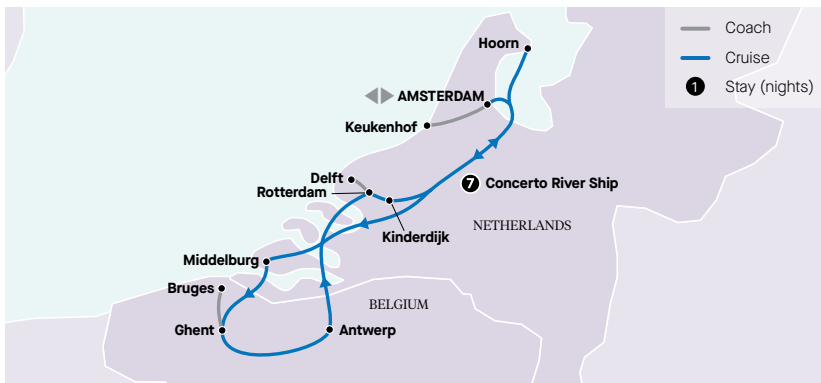 Coach
Cruise
1 Stay (nights)
Hoorn
AMSTERDAM
Keukenhof
Delft
Rotterdam
7 Concerto River Ship
Kinderdijk
NETHERLANDS
Middelburg
Bruges
BELGIUM
Ghent
Antwerp